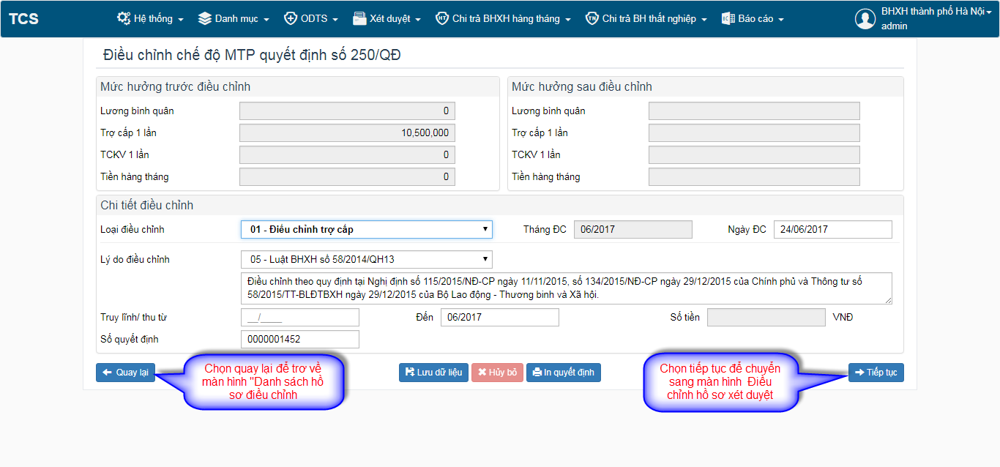 TCS Hệ thống Danh mục ODTS Xét duyệt Chi trả BHXH hàng tháng Chi trả BH thất nghiệp Báo cáo BHXH thành phố Hà Nội
admin
Điều chỉnh chế độ MTP quyết định số 250/QĐ
Mức hưởng trước điều chỉnh
Lương bình quân 0
Trợ cấp 1 lần 10,500,000
TCKV 1 lần 0
Tiền hàng tháng 0
Mức hưởng sau điều chỉnh
Lương bình quân
Trợ cấp 1 lần
TCKV 1 lần
Tiền hàng tháng
Chi tiết điều chỉnh
Loại điều chỉnh 01 - Điều chỉnh trợ cấp Tháng ĐC 06/2017 Ngày ĐC 24/06/2017
Lý do điều chỉnh 05 - Luật BHXH số 58/2014/QH13
Điều chỉnh theo quy định tại Nghị định số 115/2015/NĐ-CP ngày 11/11/2015, số 134/2015/NĐ-CP ngày 29/12/2015 của Chính phủ và Thông tư số
58/2015/TT-BLĐTBXH ngày 29/12/2015 của Bộ Lao động - Thương binh và Xã hội.
Truy lĩnh/ thu từ __/____ Đến 06/2017 Số tiền VNĐ
Số quyết định 0000001452
Quay lại
Chọn quay lại để trơ về
màn hình "Danh sách hồ
sơ điều chỉnh
Lưu dữ liệu Hủy bỏ In quyết định
Chọn tiếp tục để chuyển
sang màn hình Điều
chỉnh hồ sơ xét duyệt
Tiếp tục